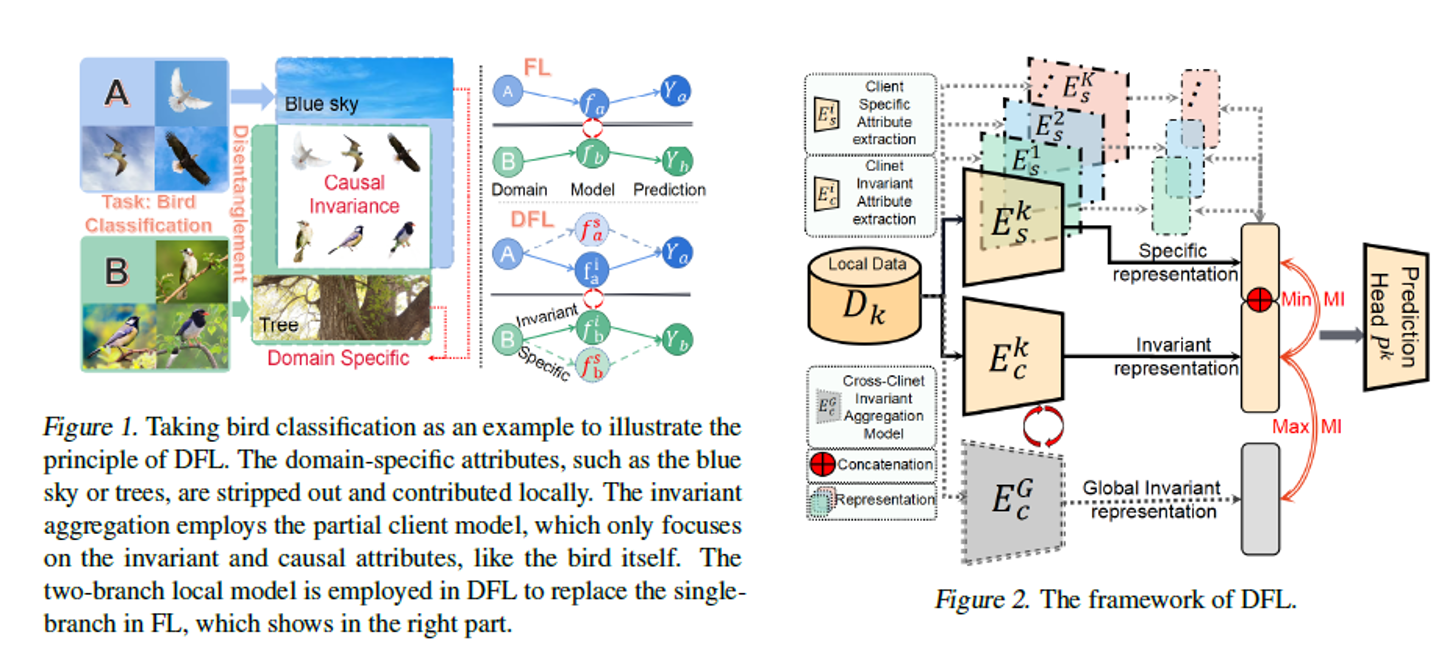 A
B
Task: Bird
Classification
Disentanglement
Blue sky
Causal
Invariance
Tree
Domain Specific
FL
A
f_a
Y_a
B
f_b
Y_b
Domain Model Prediction
DFL
f_a^s
A
f_a^i
Y_a
Invariant
B
f_b^i
Y_b
Specific
f_b^s
Figure 1. Taking bird classification as an example to illustrate the
principle of DFL. The domain-specific attributes, such as the blue
sky or trees, are stripped out and contributed locally. The invariant
aggregation employs the partial client model, which only focuses
on the invariant and causal attributes, like the bird itself. The
two-branch local model is employed in DFL to replace the single-
branch in FL, which shows in the right part.
E_s^i
Client
Specific
Attribute
extraction
E_c^i
Clinet
Invariant
Attribute
extraction
Local Data
D_k
E_c^G
Cross-Clinet
Invariant
Aggregation
Model
Concatenation
Representation
E_s^K
E_s^2
E_s^1
E_s^k
E_c^k
E_c^G
Specific
representation
Invariant
representation
Global Invariant
representation
Min MI
Max MI
Prediction
Head P^k
Figure 2. The framework of DFL.